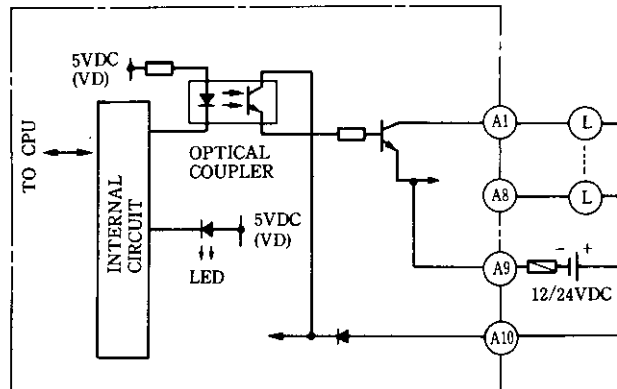 5VDC
(VD)
OPTICAL
COUPLER
TO CPU
INTERNAL
CIRCUIT
5VDC
(VD)
LED
A1
L
A8
L
A9
- +
12/24VDC
A10